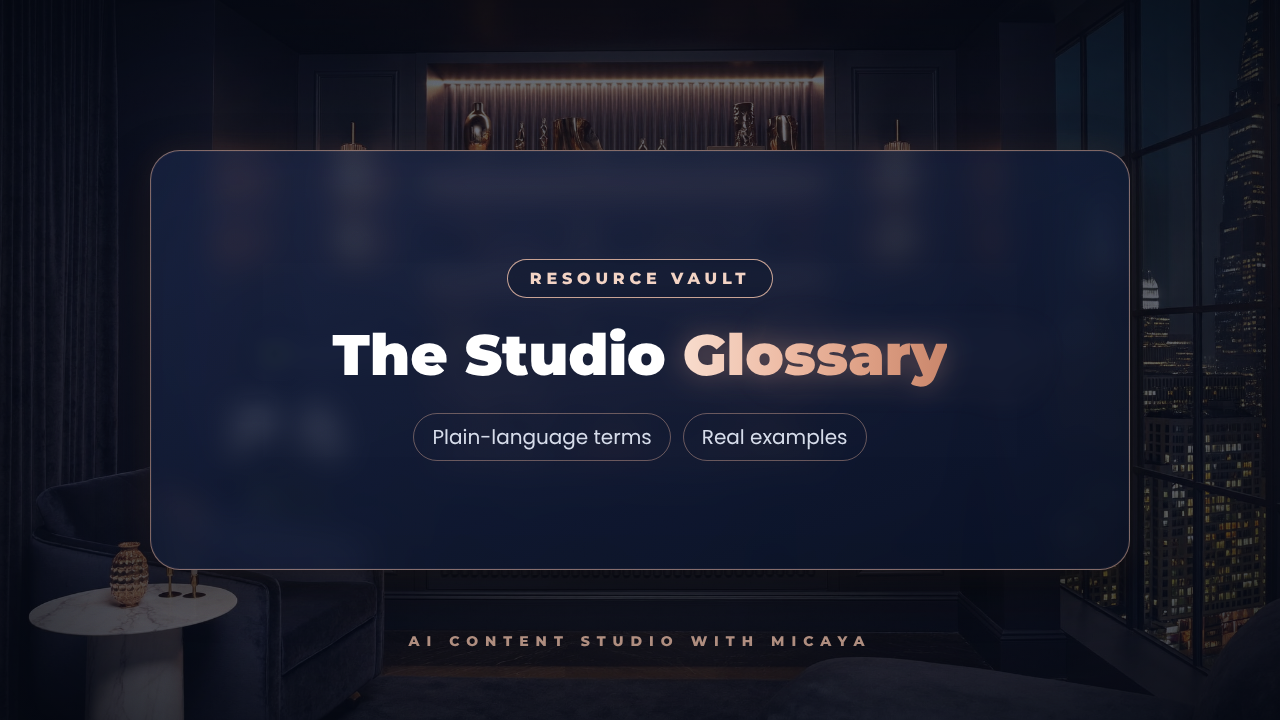 RESOURCE VAULT
The Studio Glossary
Plain-language terms
Real examples
AI CONTENT STUDIO WITH MICAYA